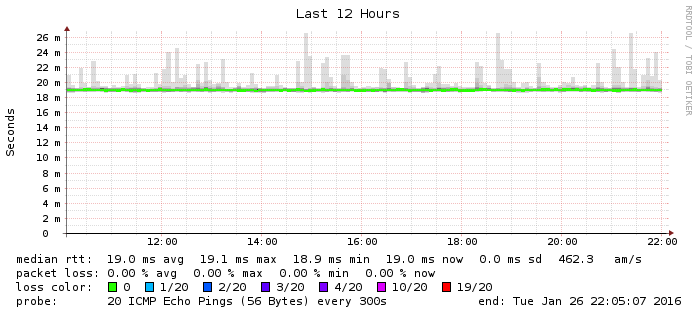 Last 12 Hours
RRDTOOL / TOBI OETIKER
Seconds
26 m
24 m
22 m
20 m
18 m
16 m
14 m
12 m
10 m
8 m
6 m
4 m
2 m
0
12:00 14:00 16:00 18:00 20:00 22:00
median rtt: 19.0 ms avg 19.1 ms max 18.9 ms min 19.0 ms now 0.0 ms sd 462.3 am/s
packet loss: 0.00 % avg 0.00 % max 0.00 % min 0.00 % now
loss color: 0 1/20 2/20 3/20 4/20 10/20 19/20
probe: 20 ICMP Echo Pings (56 Bytes) every 300s end: Tue Jan 26 22:05:07 2016